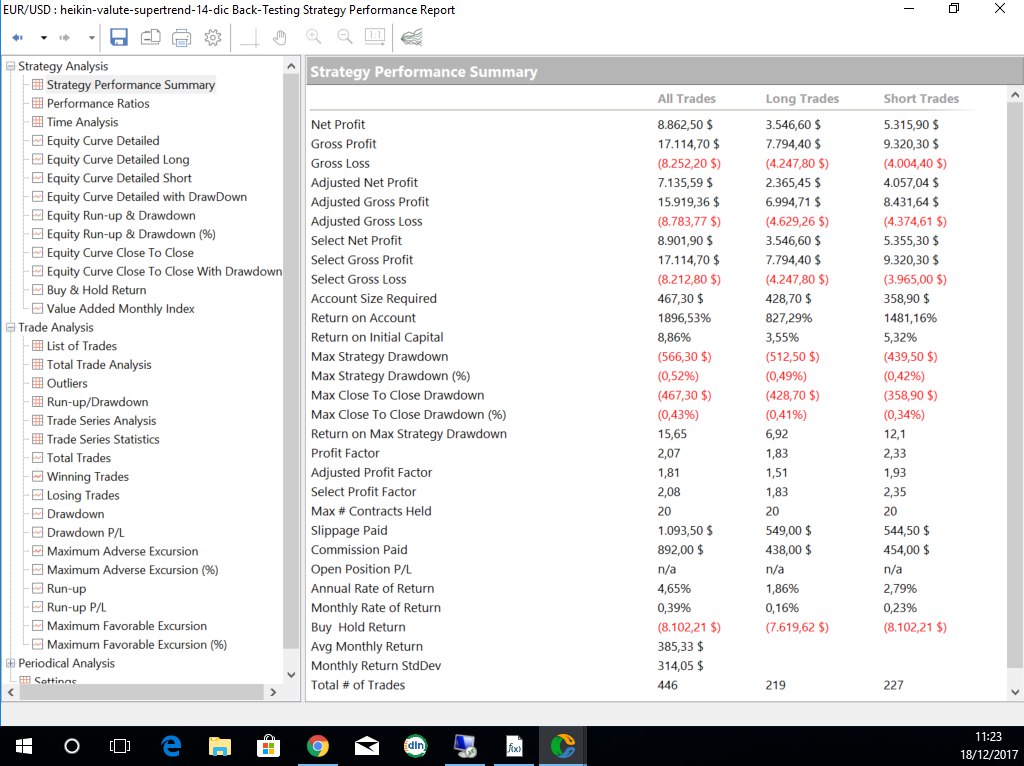 EUR/USD : heikin-valute-supertrend-14-dic Back-Testing Strategy Performance Report
Strategy Analysis
Strategy Performance Summary
Performance Ratios
Time Analysis
Equity Curve Detailed
Equity Curve Detailed Long
Equity Curve Detailed Short
Equity Curve Detailed with DrawDown
Equity Run-up & Drawdown
Equity Run-up & Drawdown (%)
Equity Curve Close To Close
Equity Curve Close To Close With Drawdown
Buy & Hold Return
Value Added Monthly Index
Trade Analysis
List of Trades
Total Trade Analysis
Outliers
Run-up/Drawdown
Trade Series Analysis
Trade Series Statistics
Total Trades
Winning Trades
Losing Trades
Drawdown
Drawdown P/L
Maximum Adverse Excursion
Maximum Adverse Excursion (%)
Run-up
Run-up P/L
Maximum Favorable Excursion
Maximum Favorable Excursion (%)
Periodical Analysis
Settings
Strategy Performance Summary
All Trades Long Trades Short Trades
Net Profit 8.862,50 $ 3.546,60 $ 5.315,90 $
Gross Profit 17.114,70 $ 7.794,40 $ 9.320,30 $
Gross Loss (8.252,20 $) (4.247,80 $) (4.004,40 $)
Adjusted Net Profit 7.135,59 $ 2.365,45 $ 4.057,04 $
Adjusted Gross Profit 15.919,36 $ 6.994,71 $ 8.431,64 $
Adjusted Gross Loss (8.783,77 $) (4.629,26 $) (4.374,61 $)
Select Net Profit 8.901,90 $ 3.546,60 $ 5.355,30 $
Select Gross Profit 17.114,70 $ 7.794,40 $ 9.320,30 $
Select Gross Loss (8.212,80 $) (4.247,80 $) (3.965,00 $)
Account Size Required 467,30 $ 428,70 $ 358,90 $
Return on Account 1896,53% 827,29% 1481,16%
Return on Initial Capital 8,86% 3,55% 5,32%
Max Strategy Drawdown (566,30 $) (512,50 $) (439,50 $)
Max Strategy Drawdown (%) (0,52%) (0,49%) (0,42%)
Max Close To Close Drawdown (467,30 $) (428,70 $) (358,90 $)
Max Close To Close Drawdown (%) (0,43%) (0,41%) (0,34%)
Return on Max Strategy Drawdown 15,65 6,92 12,1
Profit Factor 2,07 1,83 2,33
Adjusted Profit Factor 1,81 1,51 1,93
Select Profit Factor 2,08 1,83 2,35
Max # Contracts Held 20 20 20
Slippage Paid 1.093,50 $ 549,00 $ 544,50 $
Commission Paid 892,00 $ 438,00 $ 454,00 $
Open Position P/L n/a n/a n/a
Annual Rate of Return 4,65% 1,86% 2,79%
Monthly Rate of Return 0,39% 0,16% 0,23%
Buy Hold Return (8.102,21 $) (7.619,62 $) (8.102,21 $)
Avg Monthly Return 385,33 $
Monthly Return StdDev 314,05 $
Total # of Trades 446 219 227
11:23
18/12/2017